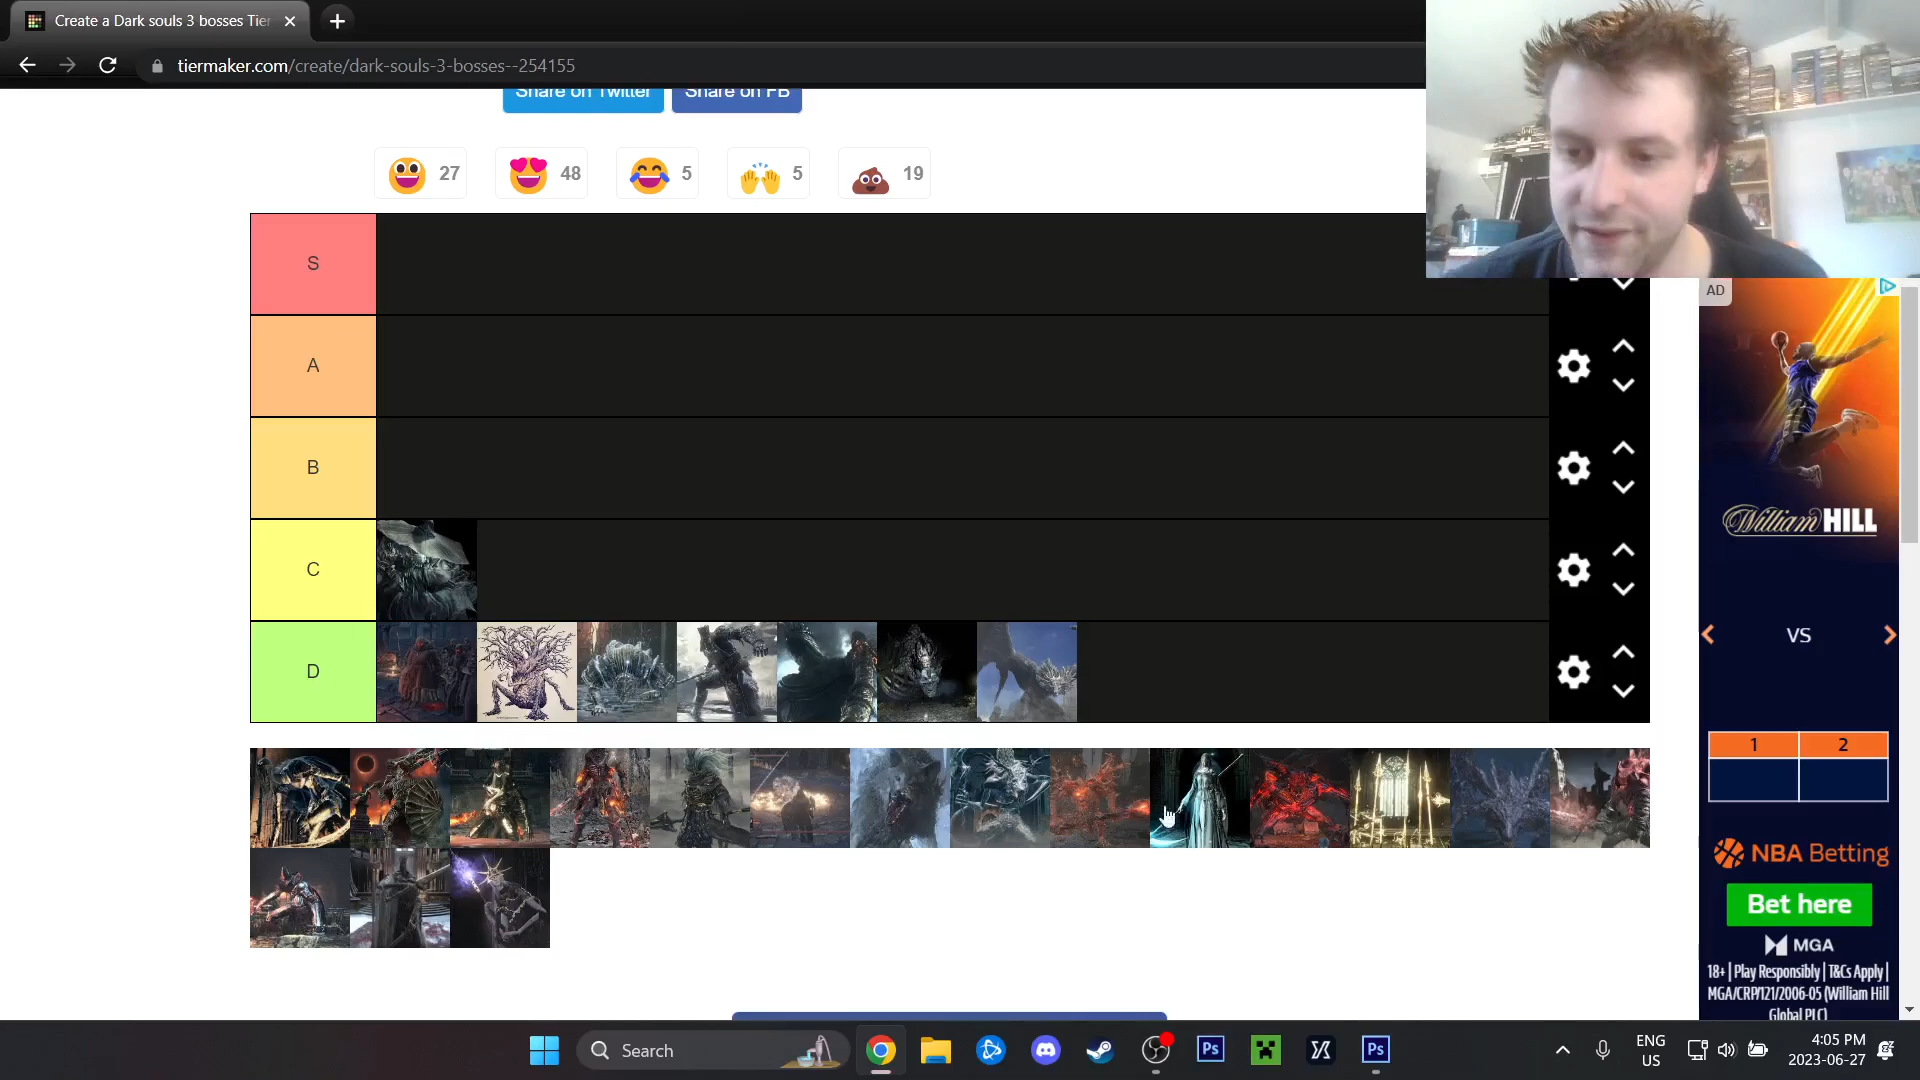 Create a Dark souls 3 bosses Tier
tiermaker.com/create/dark-souls-3-bosses--254155
Share on Twitter
Share on FB
27
48
5
5
19
S
A
B
C
D
AD
William HILL
VS
1 2
NBA Betting
Bet here
MGA
18+ | Play Responsibly | T&Cs Apply |
MGA/CRP/121/2006-05 (William Hill
Global PLC)
Search
Ps
Ps
ENG
US
4:05 PM
2023-06-27